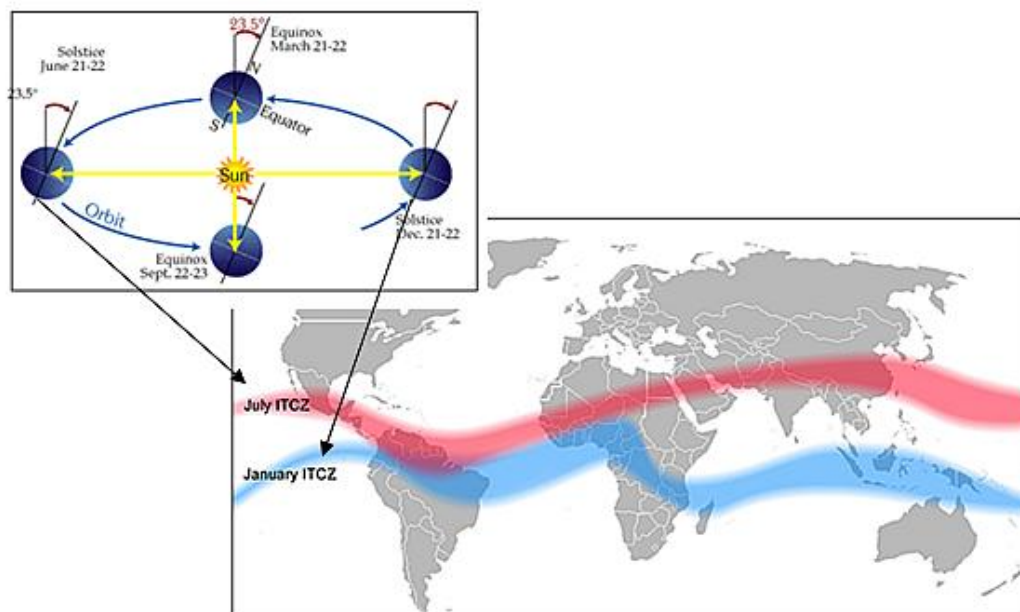 23.5°
Equinox
March 21-22
Solstice
June 21-22
23.5°
N
S
Equator
Sun
Orbit
Solstice
Dec. 21-22
Equinox
Sept. 22-23
July ITCZ
January ITCZ